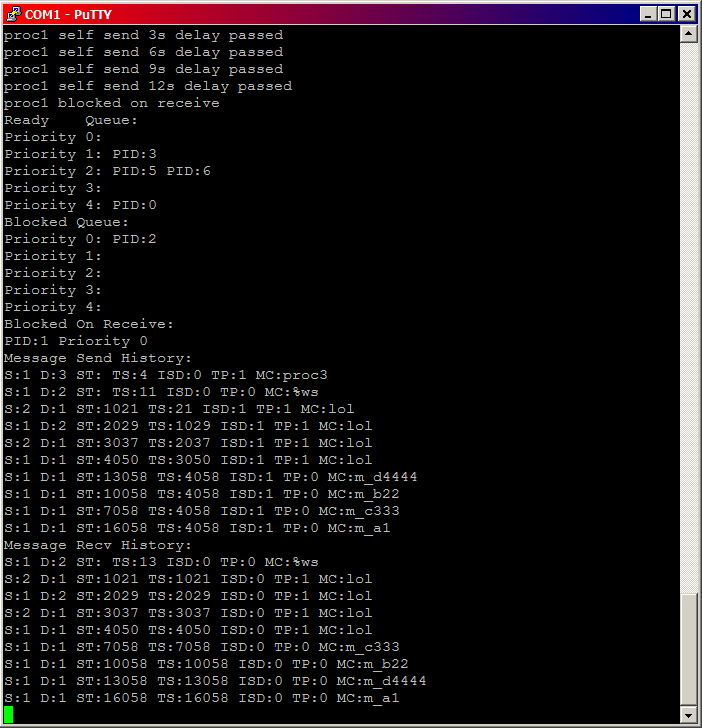 COM1 - PuTTY
proc1 self send 3s delay passed
proc1 self send 6s delay passed
proc1 self send 9s delay passed
proc1 self send 12s delay passed
proc1 blocked on receive
Ready    Queue:
Priority 0:
Priority 1: PID:3
Priority 2: PID:5 PID:6
Priority 3:
Priority 4: PID:0
Blocked Queue:
Priority 0: PID:2
Priority 1:
Priority 2:
Priority 3:
Priority 4:
Blocked On Receive:
PID:1 Priority 0
Message Send History:
S:1 D:3 ST: TS:4 ISD:0 TP:1 MC:proc3
S:1 D:2 ST: TS:11 ISD:0 TP:0 MC:%ws
S:2 D:1 ST:1021 TS:21 ISD:1 TP:1 MC:lol
S:1 D:2 ST:2029 TS:1029 ISD:1 TP:1 MC:lol
S:2 D:1 ST:3037 TS:2037 ISD:1 TP:1 MC:lol
S:1 D:1 ST:4050 TS:3050 ISD:1 TP:1 MC:lol
S:1 D:1 ST:13058 TS:4058 ISD:1 TP:0 MC:m_d4444
S:1 D:1 ST:10058 TS:4058 ISD:1 TP:0 MC:m_b22
S:1 D:1 ST:7058 TS:4058 ISD:1 TP:0 MC:m_c333
S:1 D:1 ST:16058 TS:4058 ISD:1 TP:0 MC:m_a1
Message Recv History:
S:1 D:2 ST: TS:13 ISD:0 TP:0 MC:%ws
S:2 D:1 ST:1021 TS:1021 ISD:0 TP:1 MC:lol
S:1 D:2 ST:2029 TS:2029 ISD:0 TP:1 MC:lol
S:2 D:1 ST:3037 TS:3037 ISD:0 TP:1 MC:lol
S:1 D:1 ST:4050 TS:4050 ISD:0 TP:1 MC:lol
S:1 D:1 ST:7058 TS:7058 ISD:0 TP:0 MC:m_c333
S:1 D:1 ST:10058 TS:10058 ISD:0 TP:0 MC:m_b22
S:1 D:1 ST:13058 TS:13058 ISD:0 TP:0 MC:m_d4444
S:1 D:1 ST:16058 TS:16058 ISD:0 TP:0 MC:m_a1